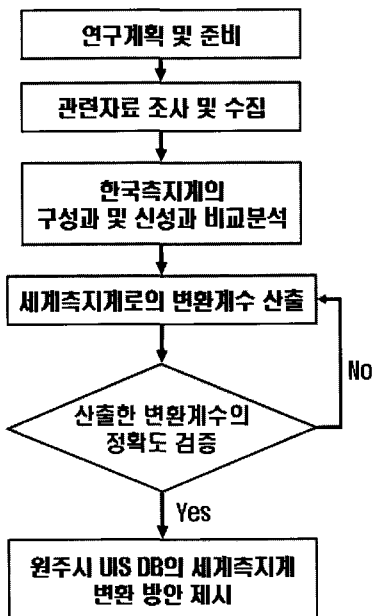 연구계획 및 준비
관련자료 조사 및 수집
한국측지계의
구성과 및 신성과 비교분석
세계측지계로의 변환계수 산출
No
산출한 변환계수의
정확도 검증
Yes
원주시 UIS DB의 세계측지계
변환 방안 제시